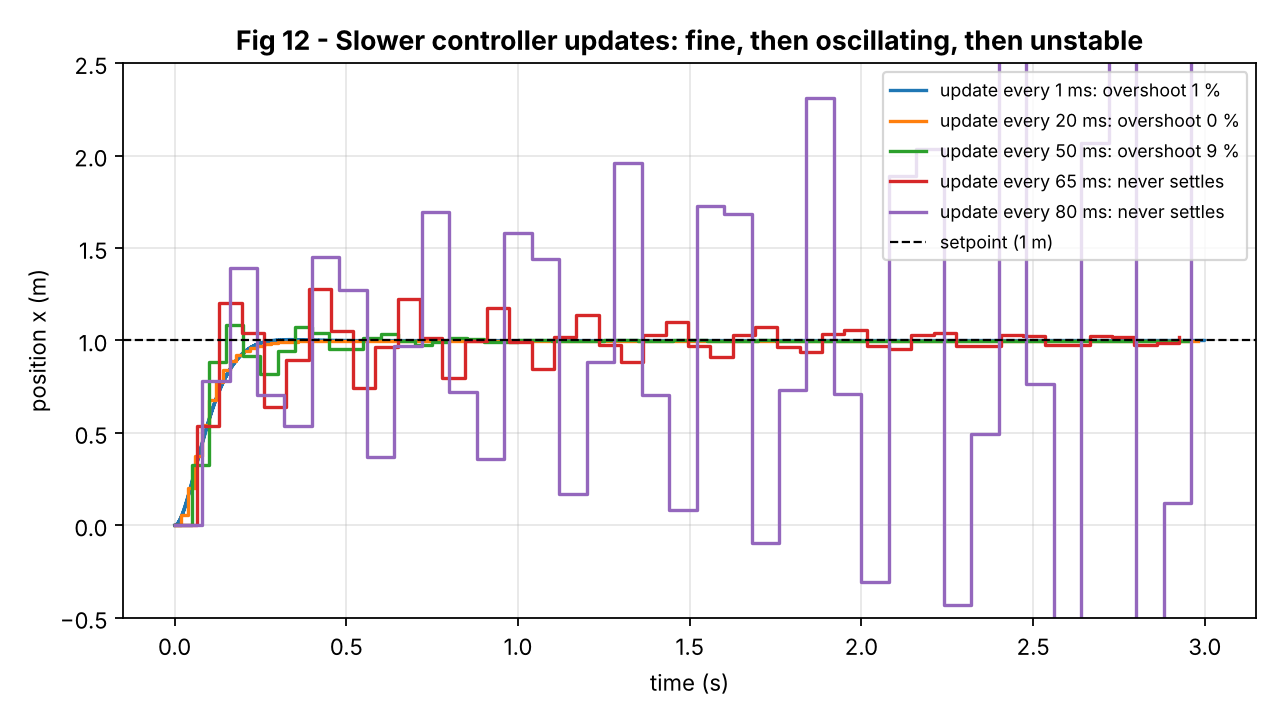 Fig 12 - Slower controller updates: fine, then oscillating, then unstable
update every 1 ms: overshoot 1 %
update every 20 ms: overshoot 0 %
update every 50 ms: overshoot 9 %
update every 65 ms: never settles
update every 80 ms: never settles
setpoint (1 m)
position x (m)
2.5
2.0
1.5
1.0
0.5
0.0
−0.5
0.0 0.5 1.0 1.5 2.0 2.5 3.0
time (s)